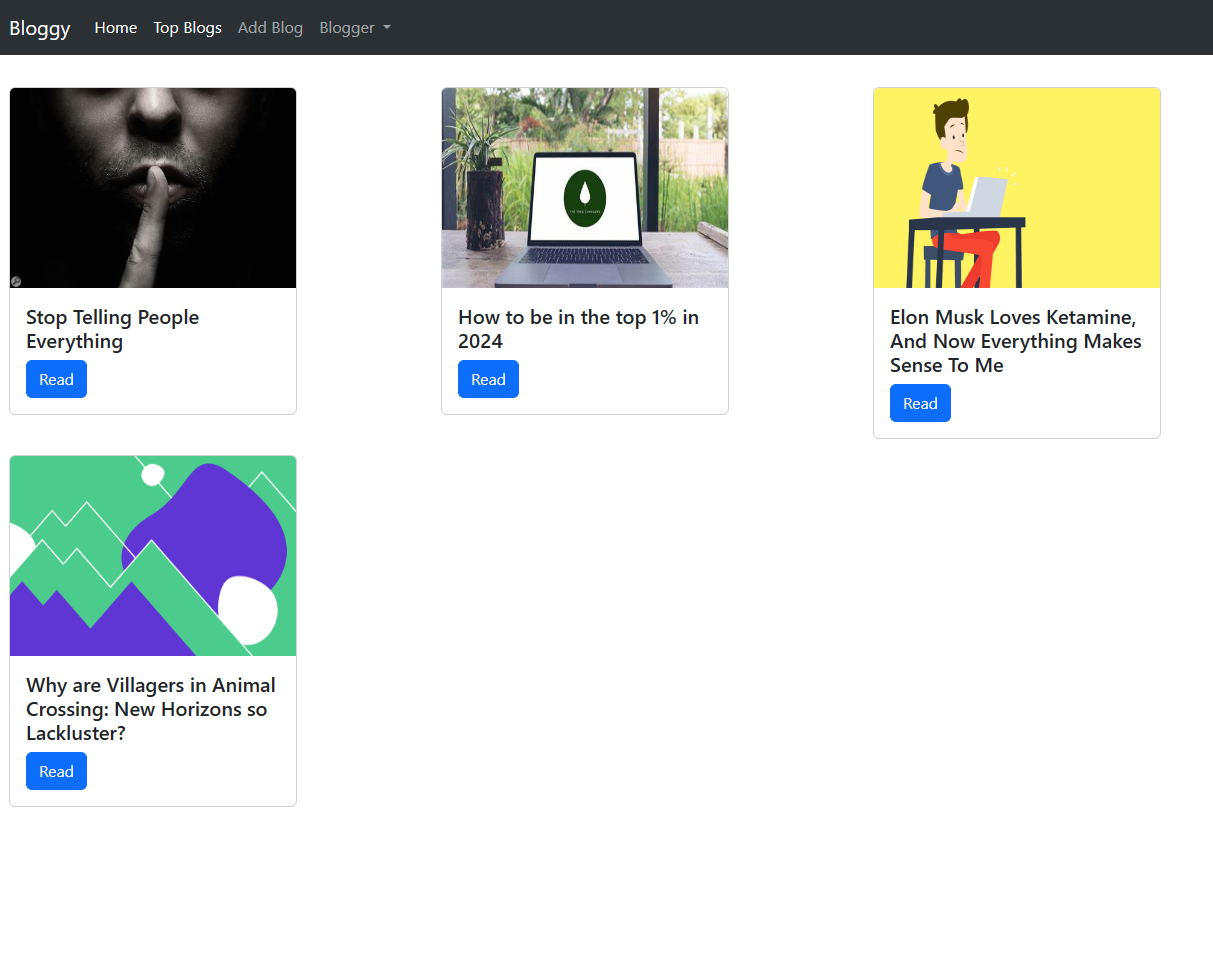 Bloggy Home Top Blogs Add Blog Blogger
Stop Telling People
Everything
Read
How to be in the top 1% in
2024
Read
Elon Musk Loves Ketamine,
And Now Everything Makes
Sense To Me
Read
Why are Villagers in Animal
Crossing: New Horizons so
Lackluster?
Read